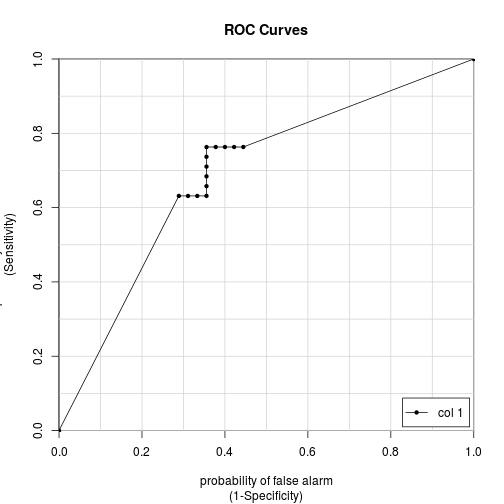 ROC Curves
1.0
0.8
0.6
0.4
0.2
0.0
(Sensitivity)
0.0 0.2 0.4 0.6 0.8 1.0
col 1
probability of false alarm
(1-Specificity)